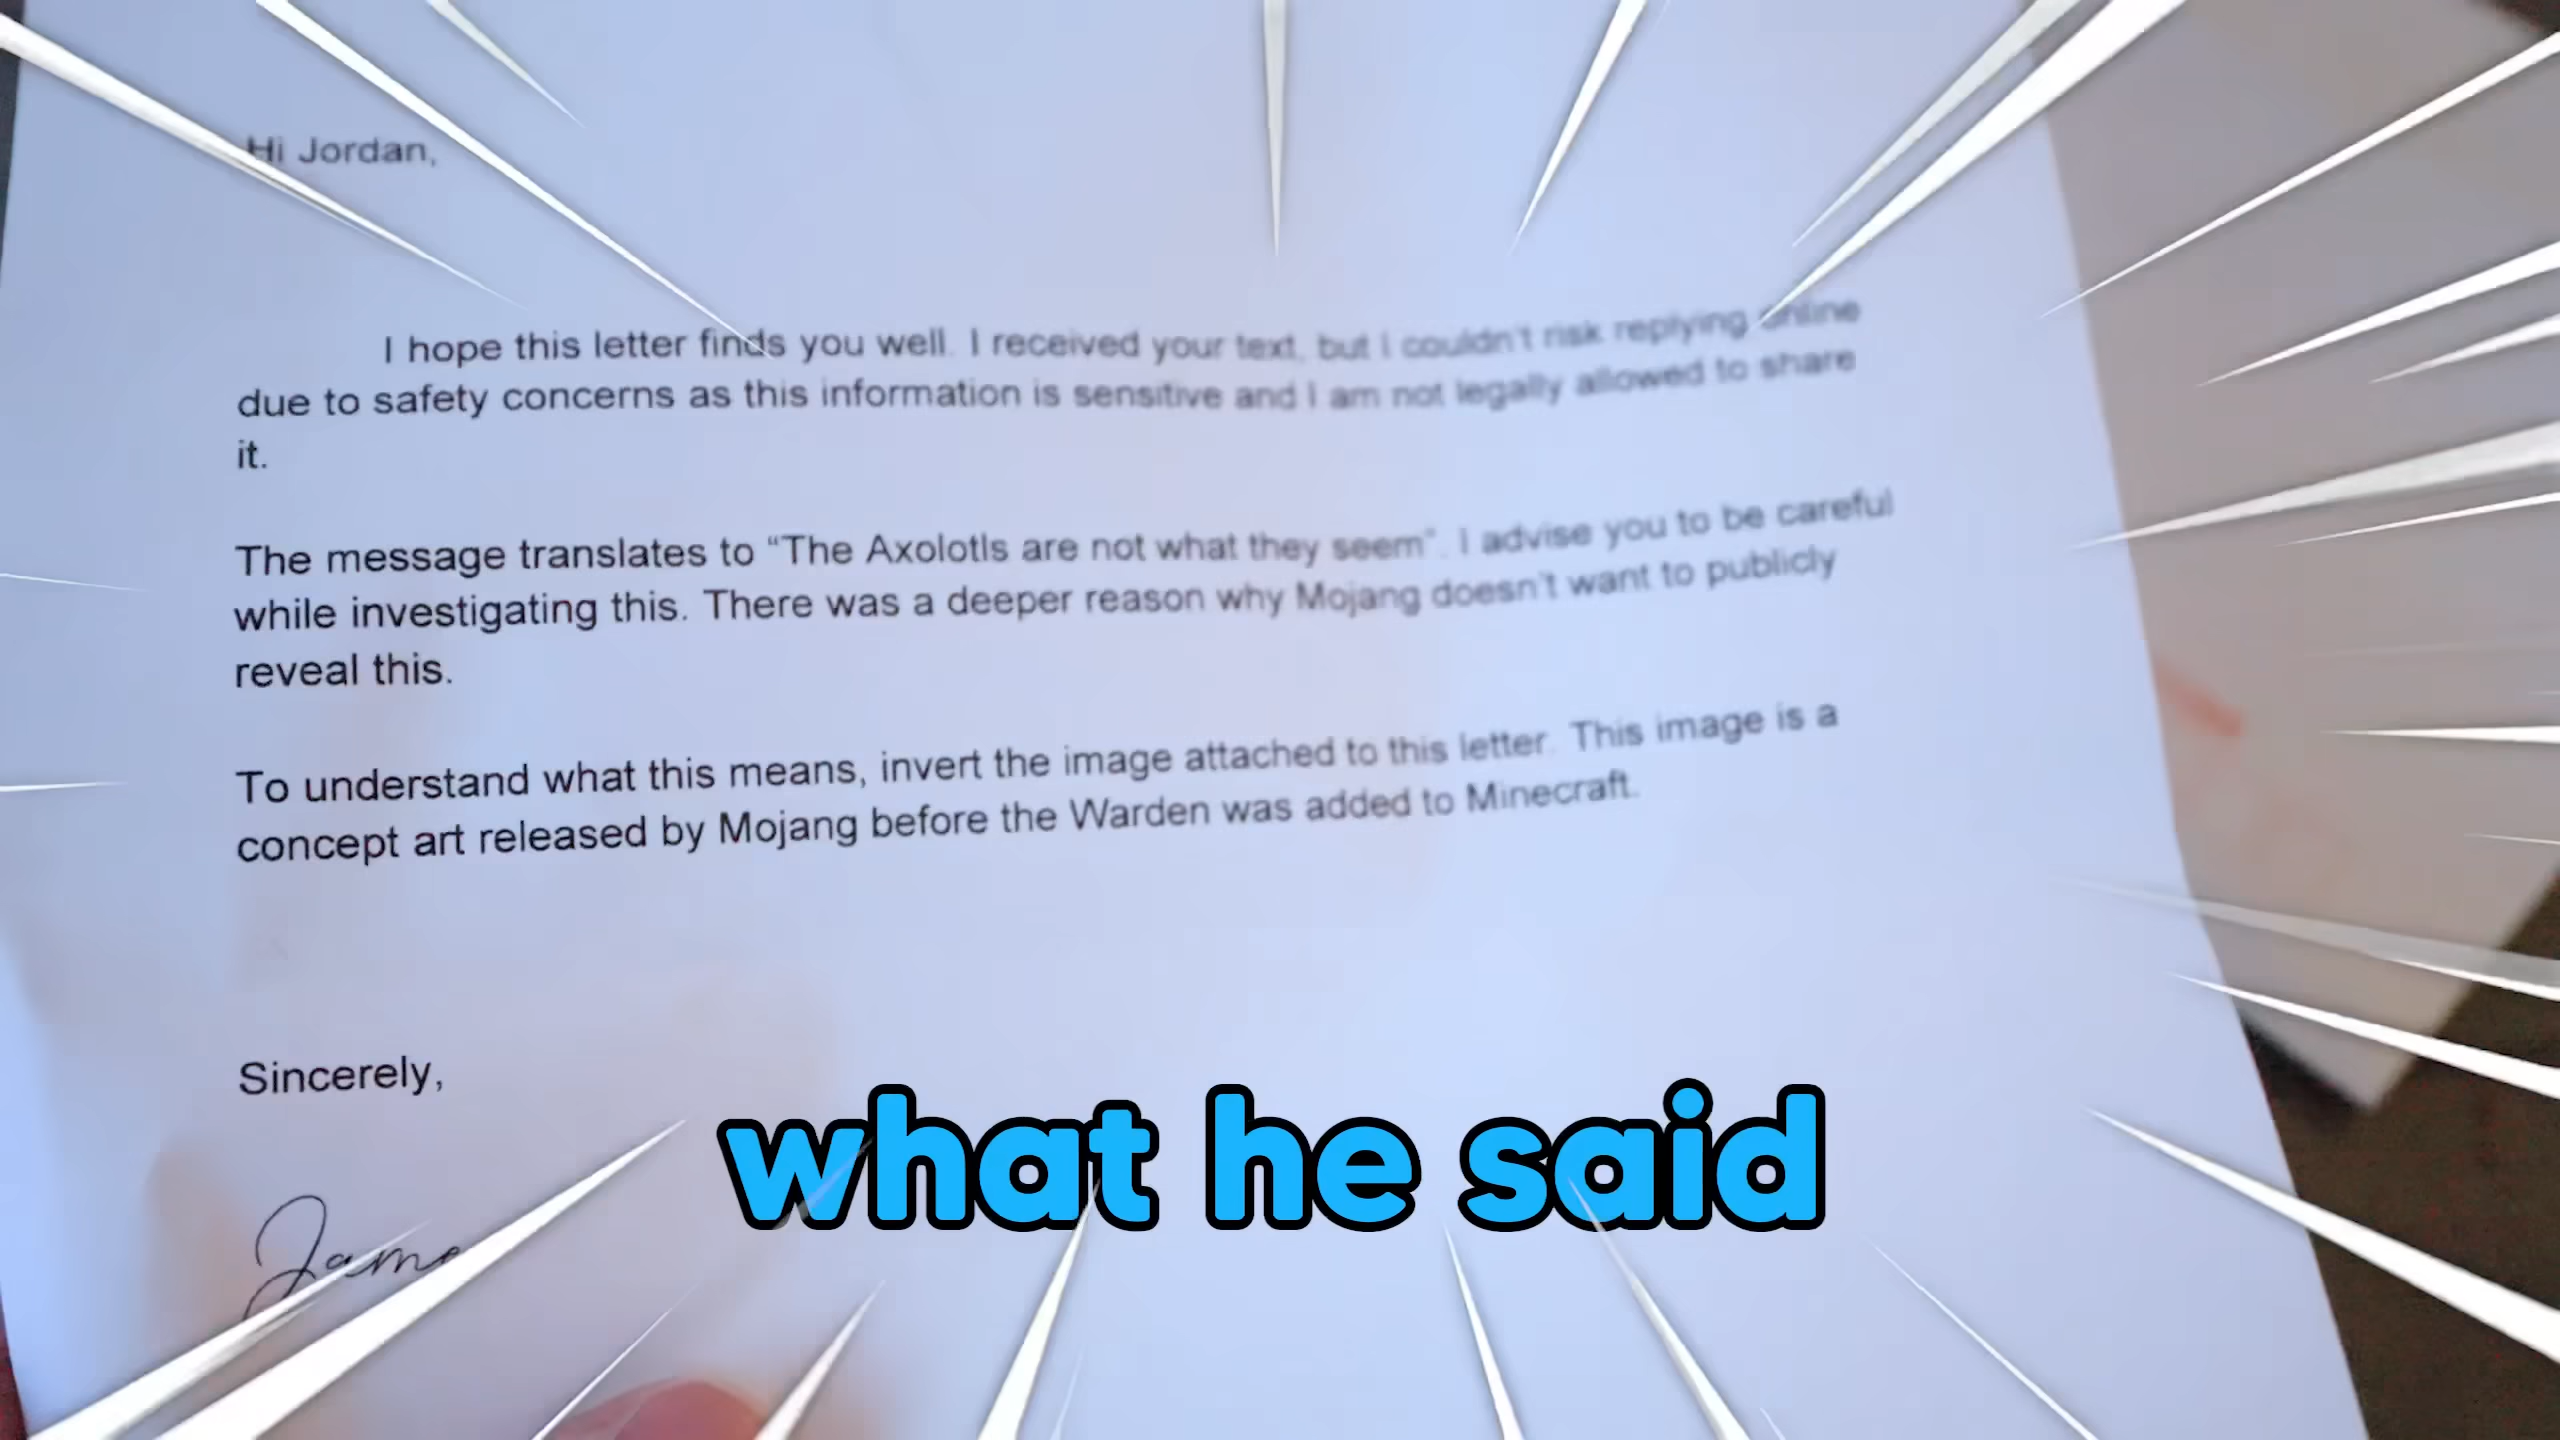 Hi Jordan,
I hope this letter finds you well. I received your text, but I couldn't risk replying online
due to safety concerns as this information is sensitive and I am not legally allowed to share
it.
The message translates to “The Axolotls are not what they seem”. I advise you to be careful
while investigating this. There was a deeper reason why Mojang doesn't want to publicly
reveal this.
To understand what this means, invert the image attached to this letter. This image is a
concept art released by Mojang before the Warden was added to Minecraft.
Sincerely,
what he said